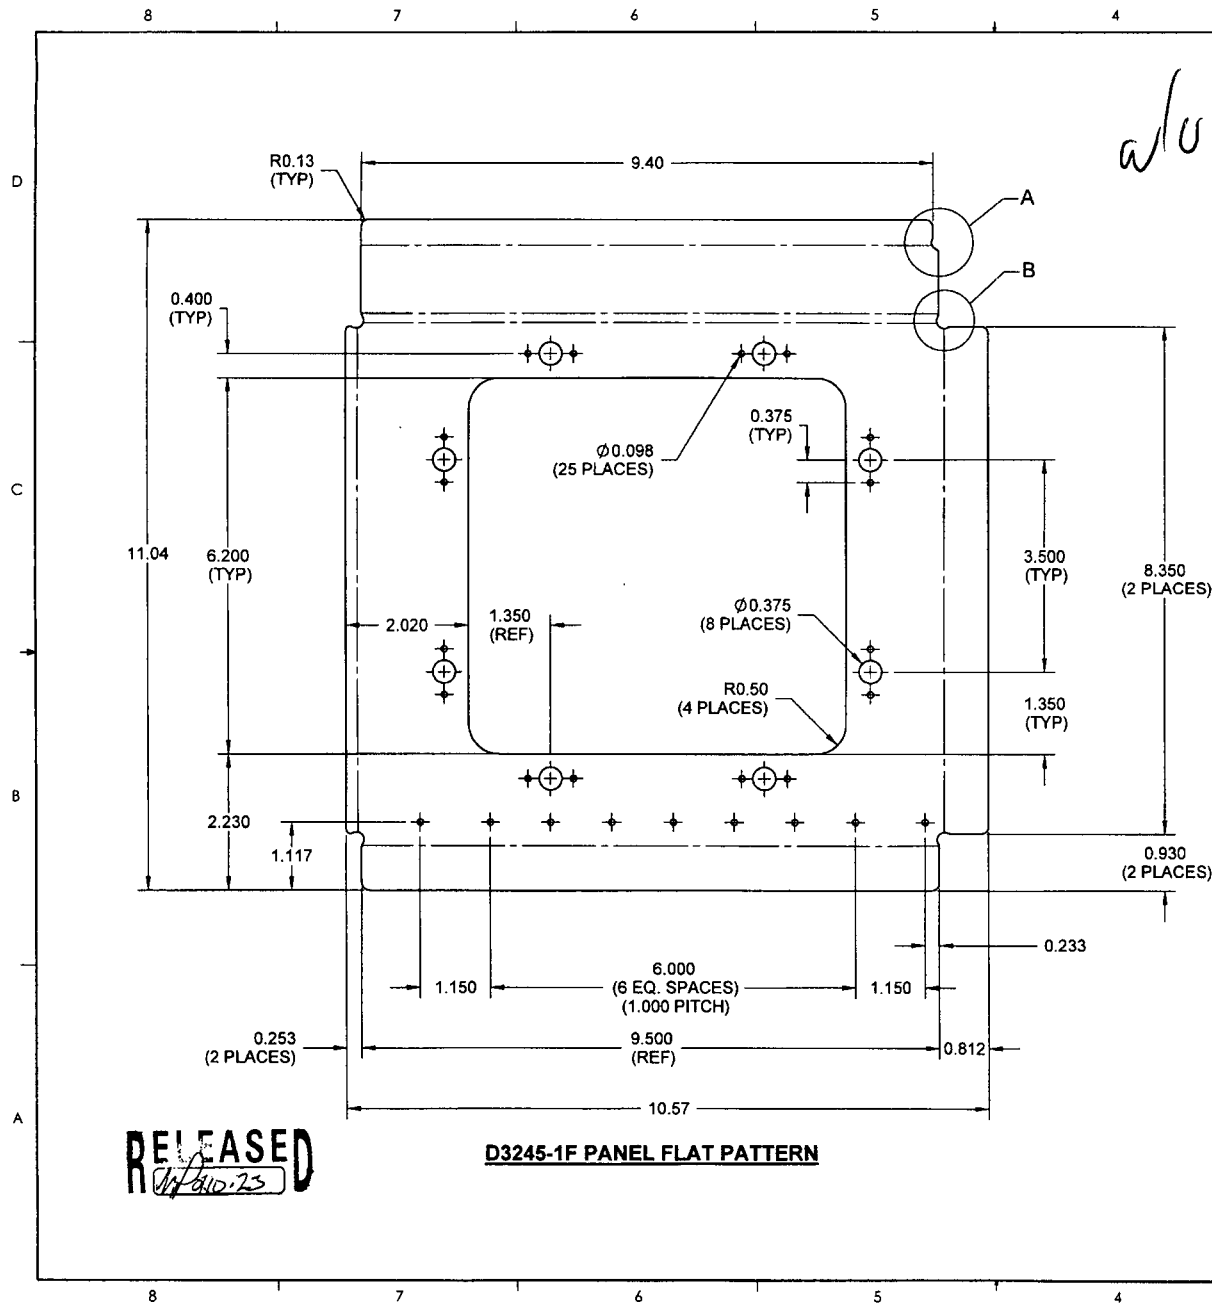 8 7 6 5 4
D
C
B
A
R0.13
(TYP)
9.40
A
B
0.400
(TYP)
0.375
(TYP)
Ø0.098
(25 PLACES)
11.04
6.200
(TYP)
3.500
(TYP)
8.350
(2 PLACES)
2.020
1.350
(REF)
Ø0.375
(8 PLACES)
R0.50
(4 PLACES)
1.350
(TYP)
2.230
1.117
0.930
(2 PLACES)
0.233
1.150
6.000
(6 EQ. SPACES)
(1.000 PITCH)
1.150
0.253
(2 PLACES)
9.500
(REF)
0.812
10.57
RELEASED
D3245-1F PANEL FLAT PATTERN
8 7 6 5 4